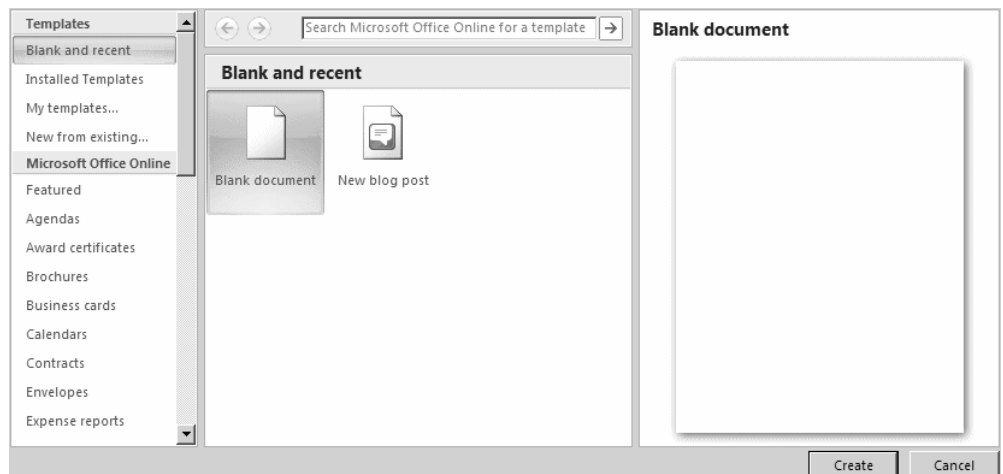 Templates
Blank and recent
Installed Templates
My templates...
New from existing...
Microsoft Office Online
Featured
Agendas
Award certificates
Brochures
Business cards
Calendars
Contracts
Envelopes
Expense reports
Search Microsoft Office Online for a template
Blank and recent
Blank document
New blog post
Blank document
Create
Cancel